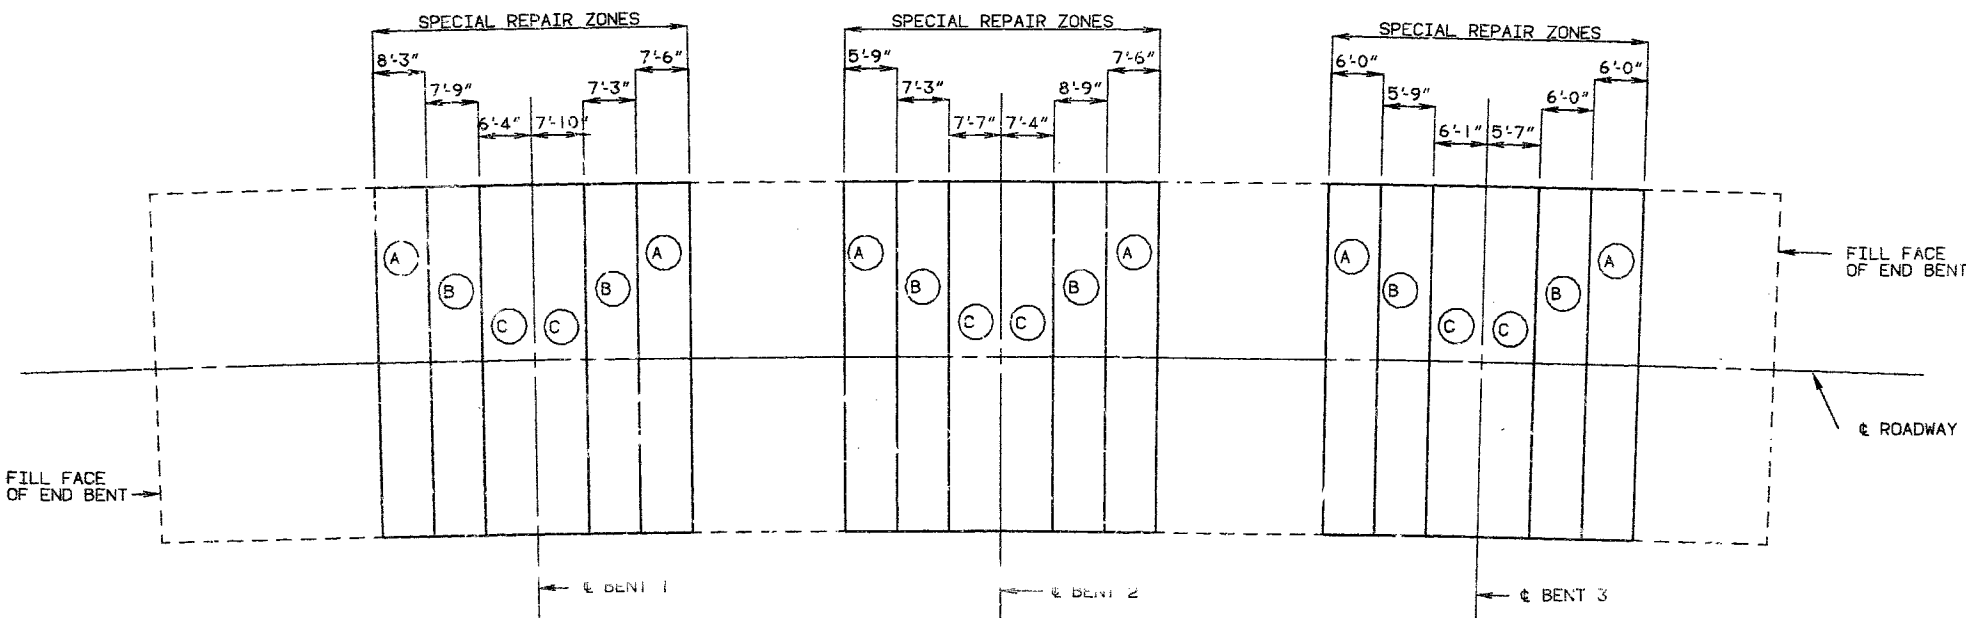 SPECIAL REPAIR ZONES
8'-3"
7'-9"
6'-4"
7'-10"
7'-3"
7'-6"
A
B
C
C
B
A
SPECIAL REPAIR ZONES
5'-9"
7'-3"
7'-7"
7'-4"
8'-9"
7'-6"
A
B
C
C
B
A
SPECIAL REPAIR ZONES
6'-0"
5'-9"
6'-1"
5'-7"
6'-0"
6'-0"
A
B
C
C
B
A
FILL FACE
OF END BENT
℄ ROADWAY
FILL FACE
OF END BENT
℄ BENT 1
℄ BENT 2
℄ BENT 3